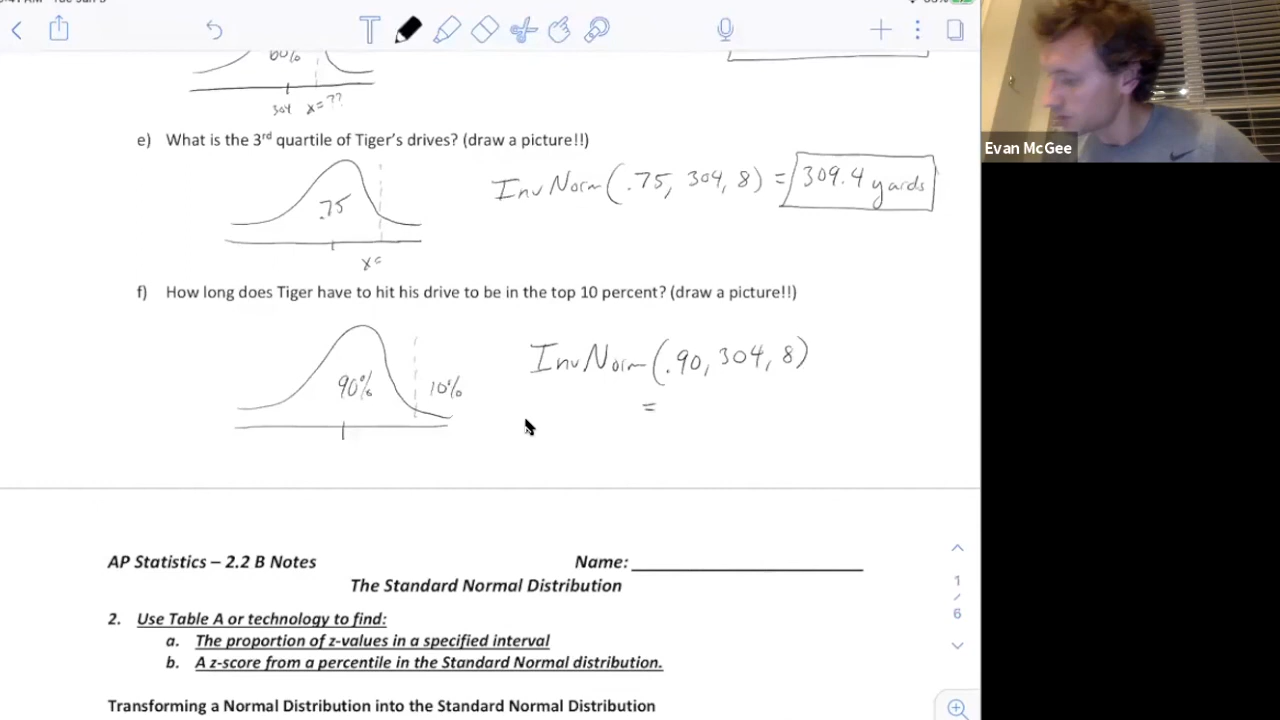 60%
304 x=??
e) What is the 3rd quartile of Tiger's drives? (draw a picture!!)
.75
x=
InvNorm(.75, 304, 8) = 309.4 yards
f) How long does Tiger have to hit his drive to be in the top 10 percent? (draw a picture!!)
90% 10%
InvNorm(.90, 304, 8)
=
Evan McGee
AP Statistics – 2.2 B Notes Name: ____________________
The Standard Normal Distribution
2. Use Table A or technology to find:
a. The proportion of z-values in a specified interval
b. A z-score from a percentile in the Standard Normal distribution.
Transforming a Normal Distribution into the Standard Normal Distribution
1
/
6